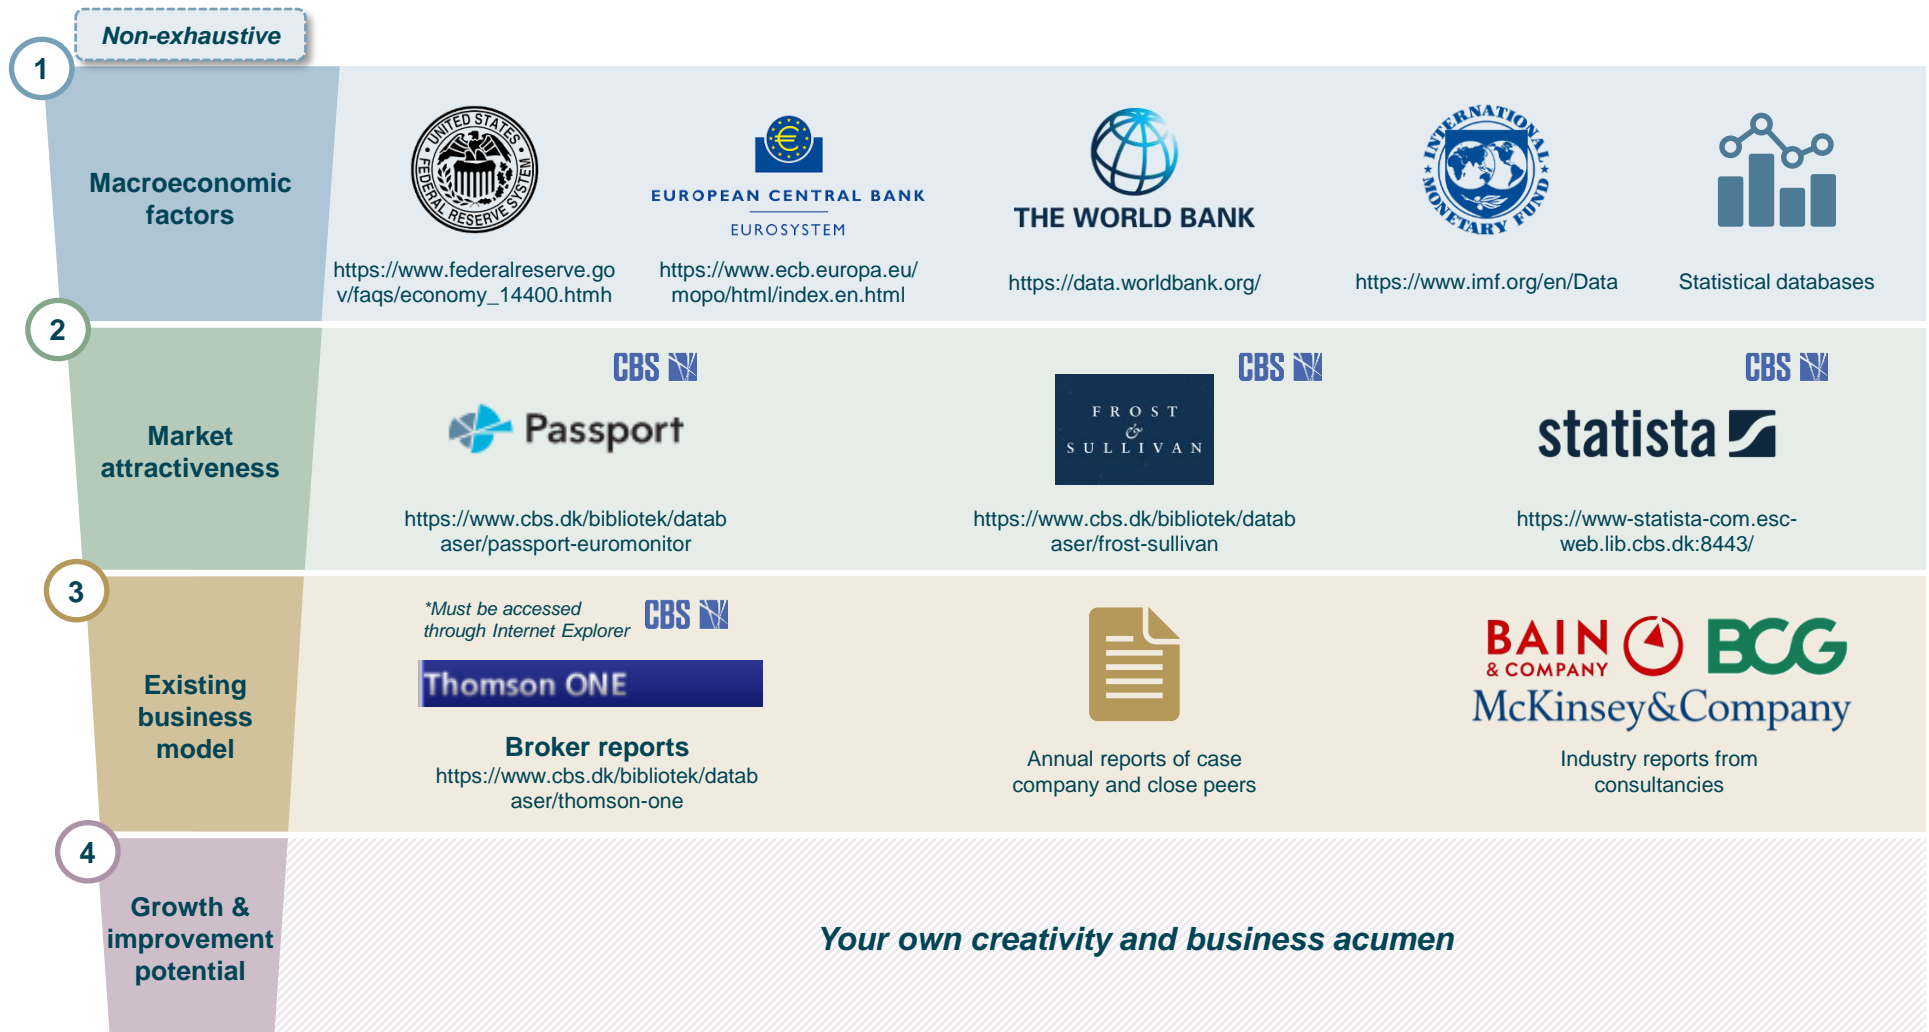 Non-exhaustive
1
Macroeconomic
factors
UNITED STATES
FEDERAL RESERVE SYSTEM
https://www.federalreserve.go
v/faqs/economy_14400.htmh
EUROPEAN CENTRAL BANK
EUROSYSTEM
https://www.ecb.europa.eu/
mopo/html/index.en.html
THE WORLD BANK
https://data.worldbank.org/
INTERNATIONAL
MONETARY FUND
https://www.imf.org/en/Data
Statistical databases
2
Market
attractiveness
CBS
Passport
https://www.cbs.dk/bibliotek/datab
aser/passport-euromonitor
CBS
FROST
&
SULLIVAN
https://www.cbs.dk/bibliotek/datab
aser/frost-sullivan
CBS
statista
https://www-statista-com.esc-
web.lib.cbs.dk:8443/
3
Existing
business
model
*Must be accessed
through Internet Explorer
CBS
Thomson ONE
Broker reports
https://www.cbs.dk/bibliotek/datab
aser/thomson-one
Annual reports of case
company and close peers
BAIN
& COMPANY
BCG
McKinsey&Company
Industry reports from
consultancies
4
Growth &
improvement
potential
Your own creativity and business acumen